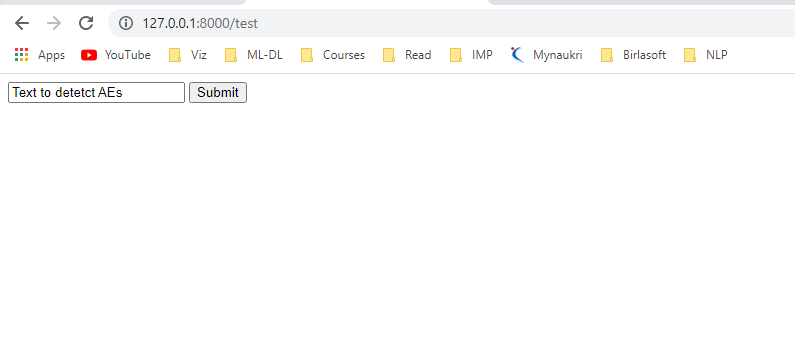 127.0.0.1:8000/test
Apps YouTube Viz ML-DL Courses Read IMP Mynaukri Birlasoft NLP
Text to detetct AEs Submit